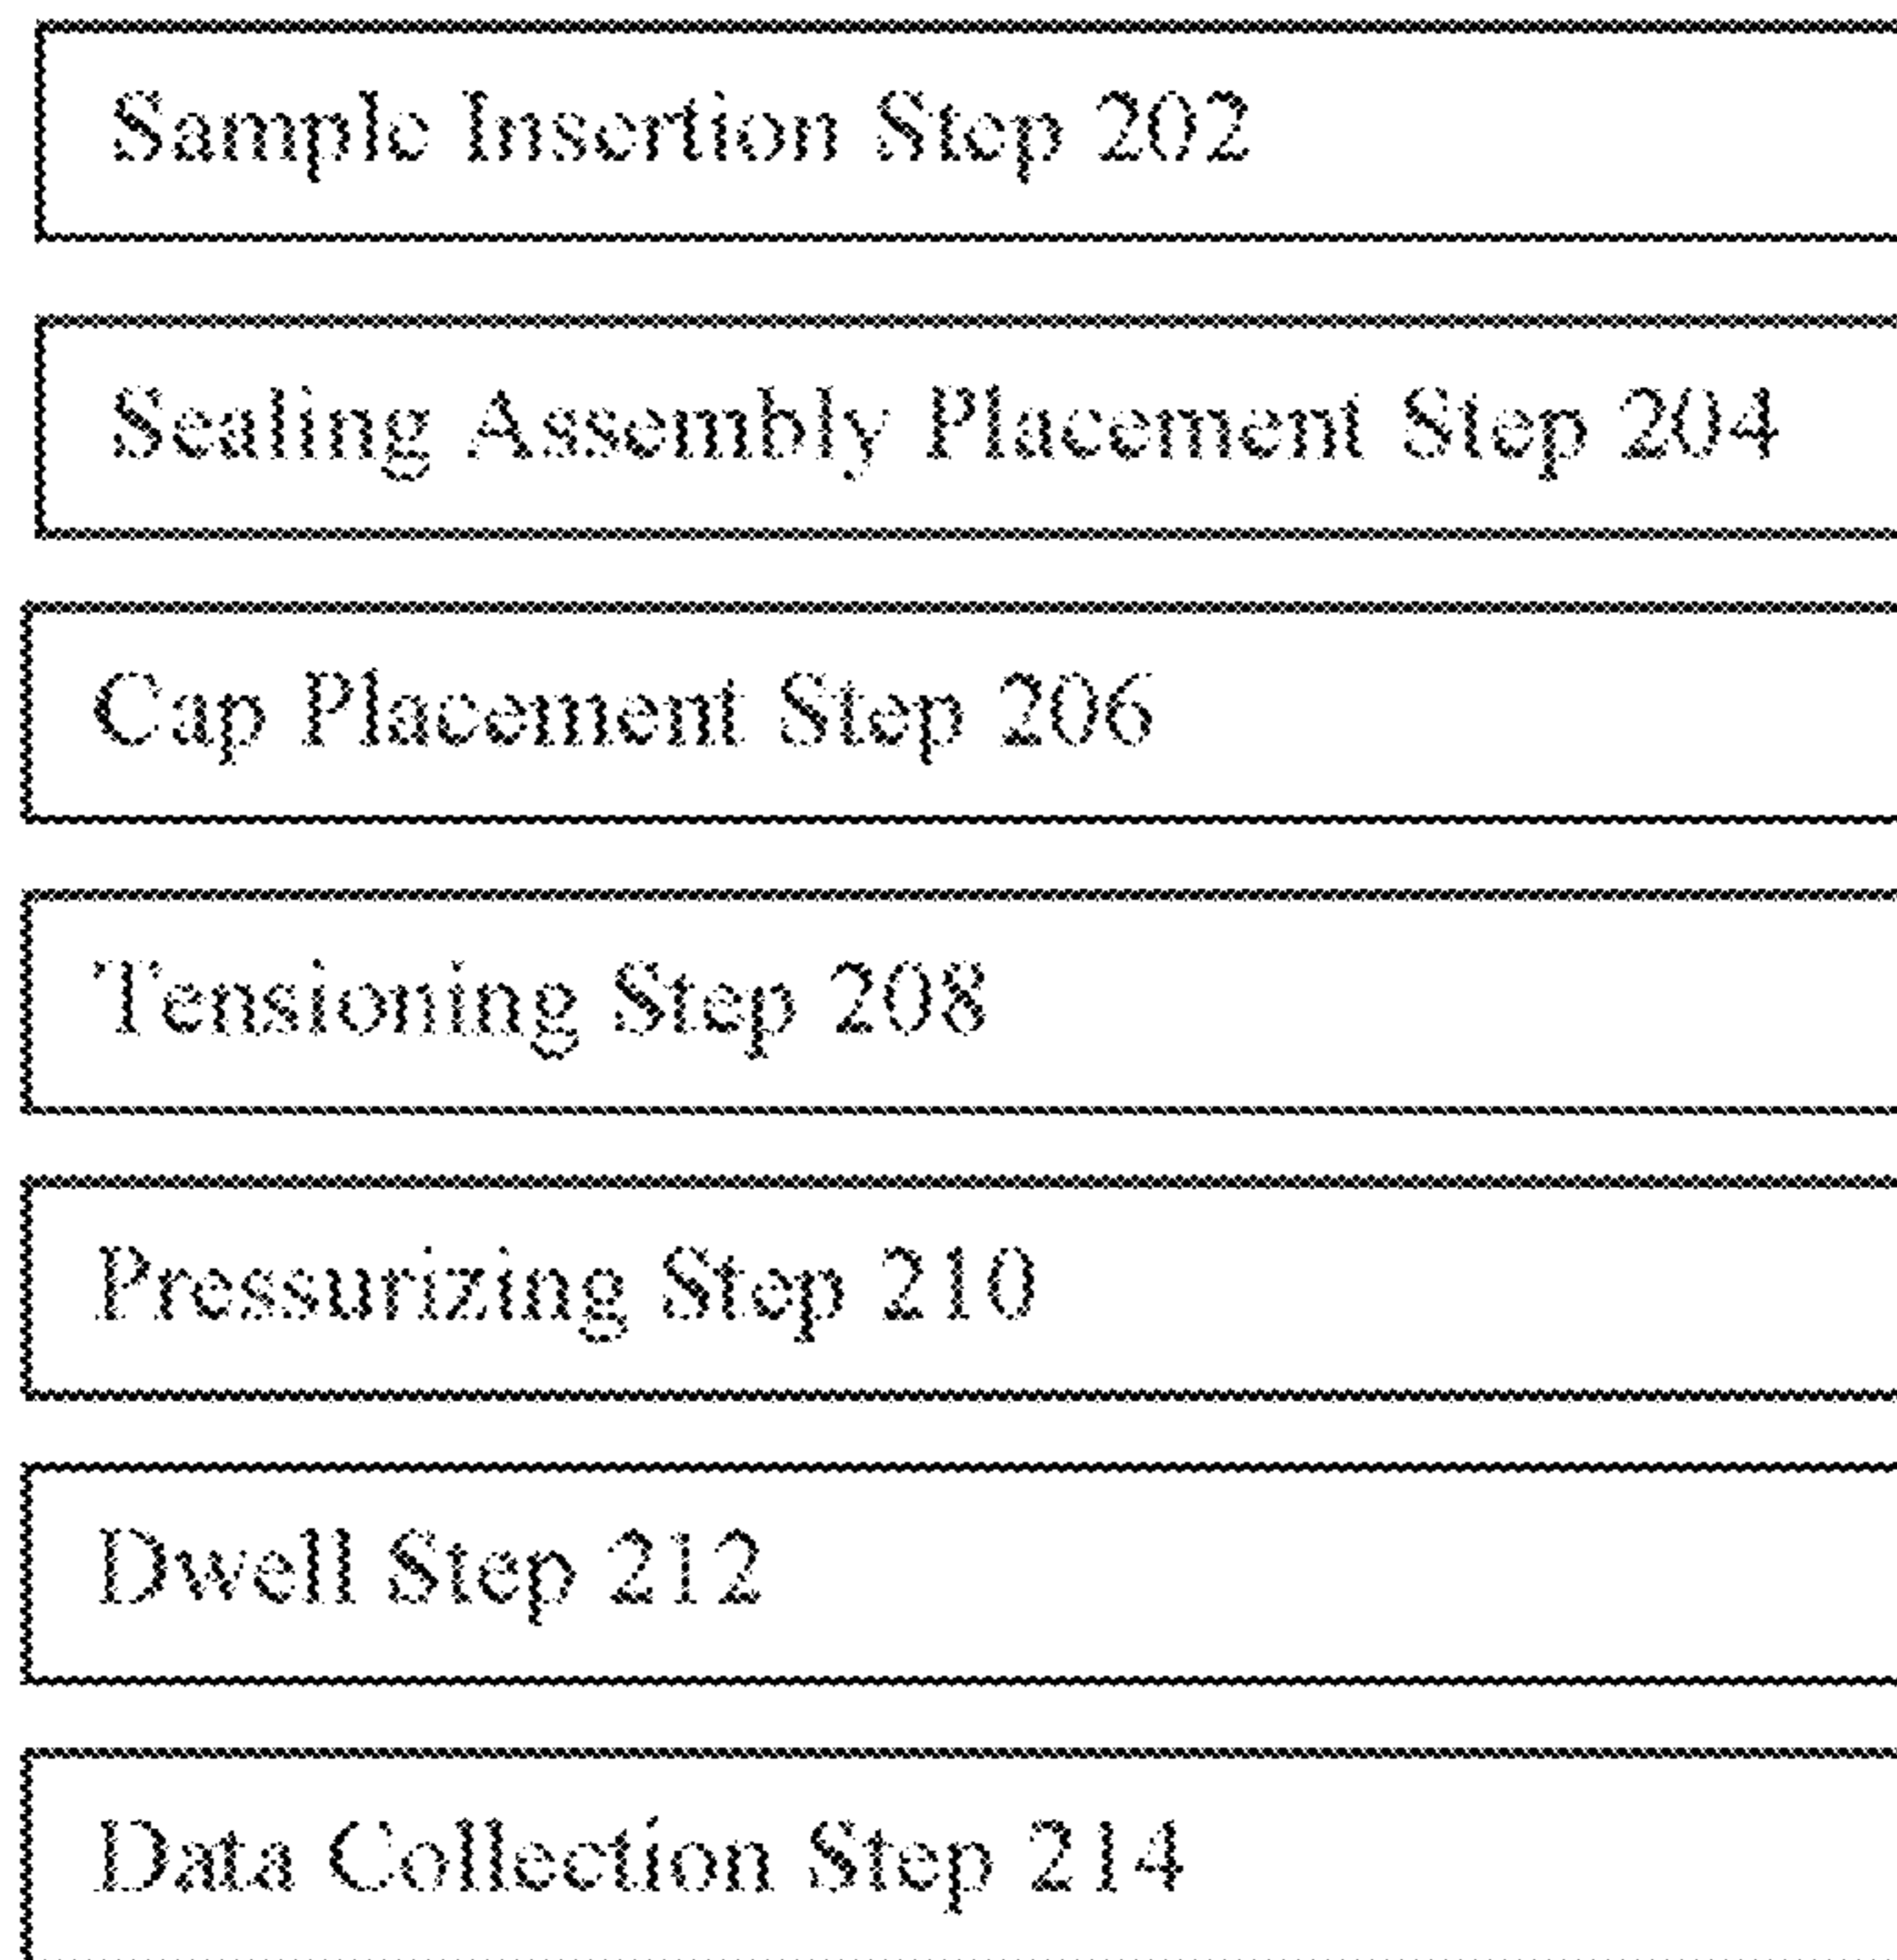 Sample Insertion Step 202
Sealing Assembly Placement Step 204
Cap Placement Step 206
Tensioning Step 208
Pressurizing Step 210
Dwell Step 212
Data Collection Step 214